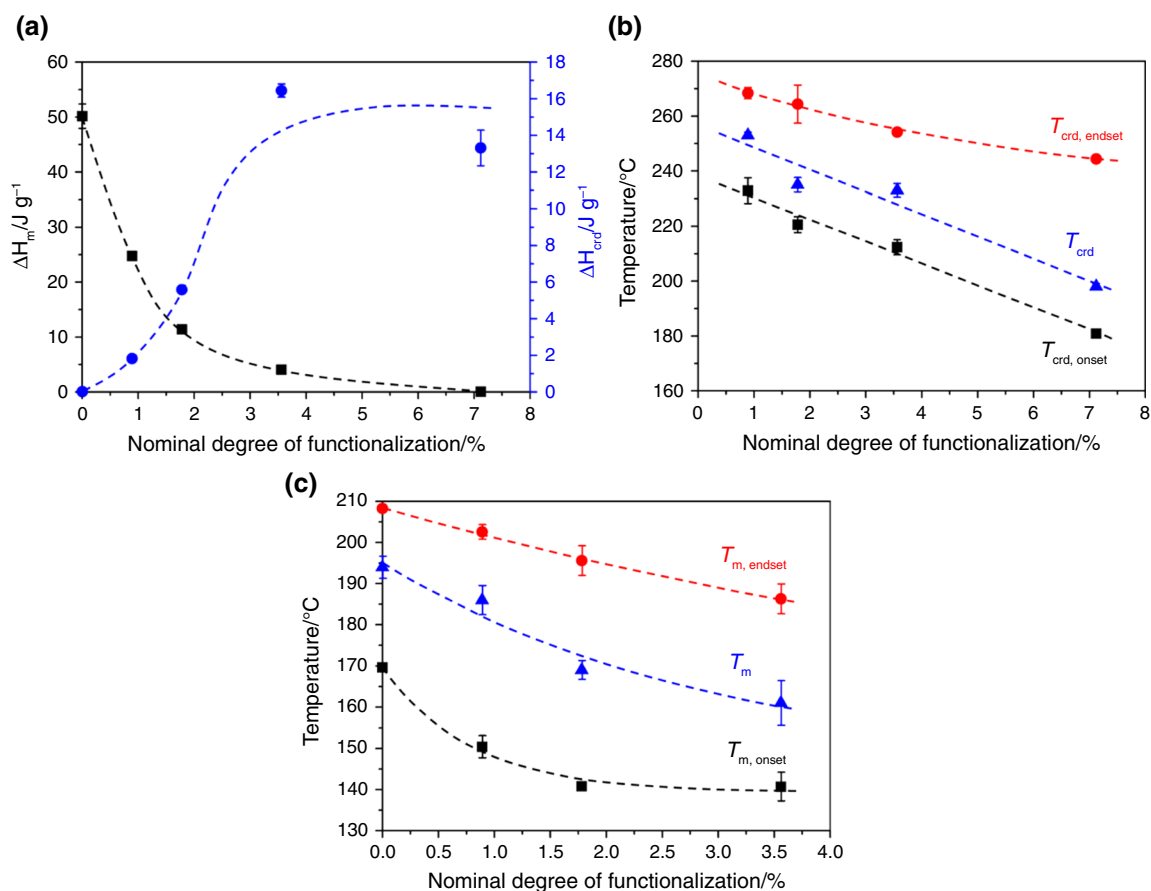 (a)
60
50
40
30
20
10
0
ΔHm/J g–1
18
16
14
12
10
8
6
4
2
0
ΔHcrd/J g–1
0 1 2 3 4 5 6 7 8
Nominal degree of functionalization/%
(b)
280
260
240
220
200
180
160
Temperature/°C
Tcrd, endset
Tcrd
Tcrd, onset
0 1 2 3 4 5 6 7 8
Nominal degree of functionalization/%
(c)
210
200
190
180
170
160
150
140
130
Temperature/°C
Tm, endset
Tm
Tm, onset
0.0 0.5 1.0 1.5 2.0 2.5 3.0 3.5 4.0
Nominal degree of functionalization/%